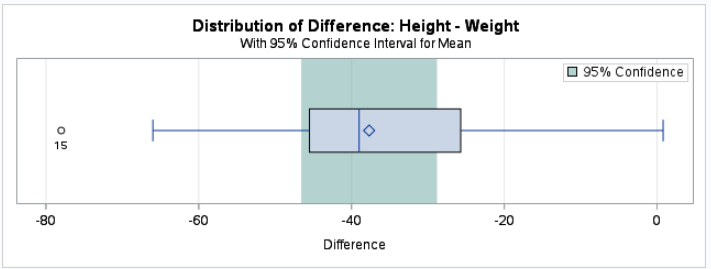 Distribution of Difference: Height - Weight
With 95% Confidence Interval for Mean
95% Confidence
15
-80 -60 -40 -20 0
Difference